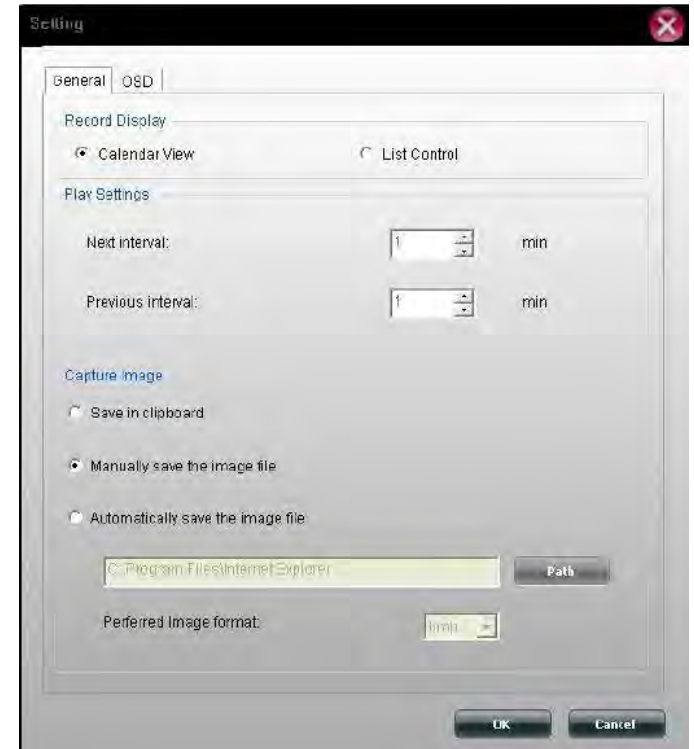 Setting
General OSD
Record Display
Calendar View List Control
Play Settings
Next interval: 1 min
Previous interval: 1 min
Capture Image
Save in clipboard
Manually save the image file
Automatically save the image file
C:\Program Files\Internet Explorer Path
Perferred image format: bmp
OK Cancel